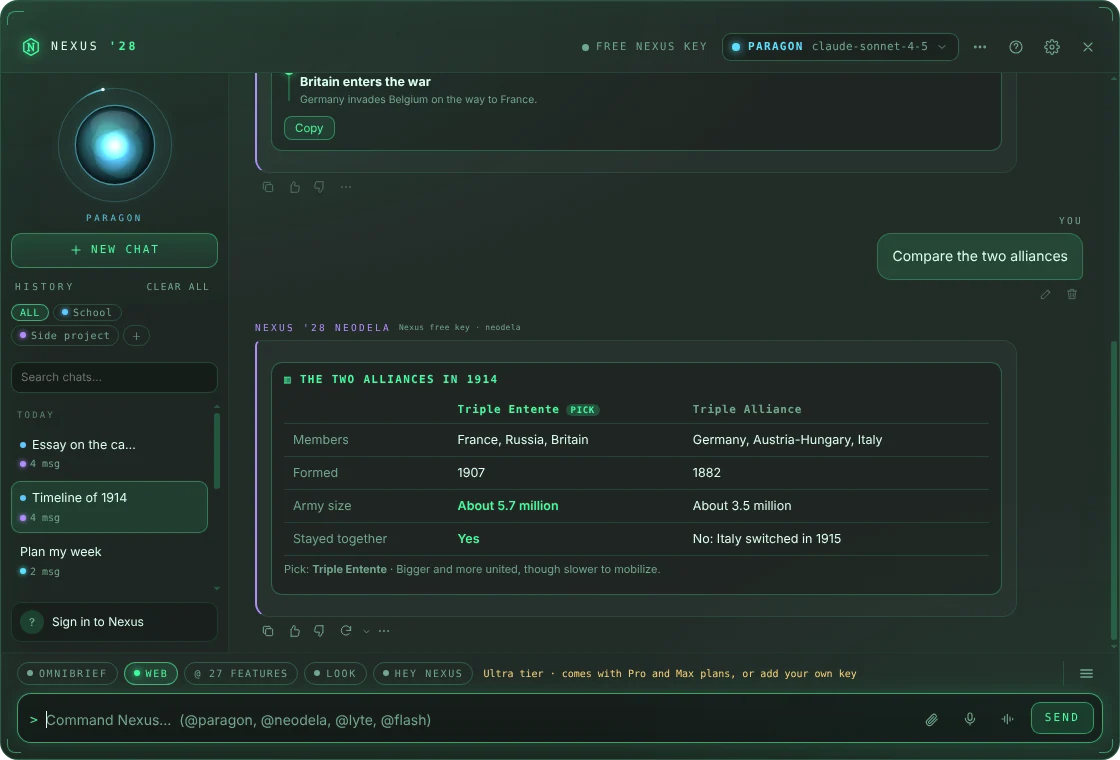 NEXUS '28
FREE NEXUS KEY
PARAGON claude-sonnet-4-5
PARAGON
+ NEW CHAT
HISTORY CLEAR ALL
ALL School
Side project +
Search chats...
TODAY
Essay on the ca...
4 msg
Timeline of 1914
4 msg
Plan my week
2 msg
? Sign in to Nexus
Britain enters the war
Germany invades Belgium on the way to France.
Copy
YOU
Compare the two alliances
NEXUS '28 NEODELA Nexus free key · neodela
THE TWO ALLIANCES IN 1914
Triple Entente PICK Triple Alliance
Members France, Russia, Britain Germany, Austria-Hungary, Italy
Formed 1907 1882
Army size About 5.7 million About 3.5 million
Stayed together Yes No: Italy switched in 1915
Pick: Triple Entente · Bigger and more united, though slower to mobilize.
OMNIBRIEF WEB @ 27 FEATURES LOOK HEY NEXUS Ultra tier · comes with Pro and Max plans, or add your own key
> Command Nexus... (@paragon, @neodela, @lyte, @flash) SEND